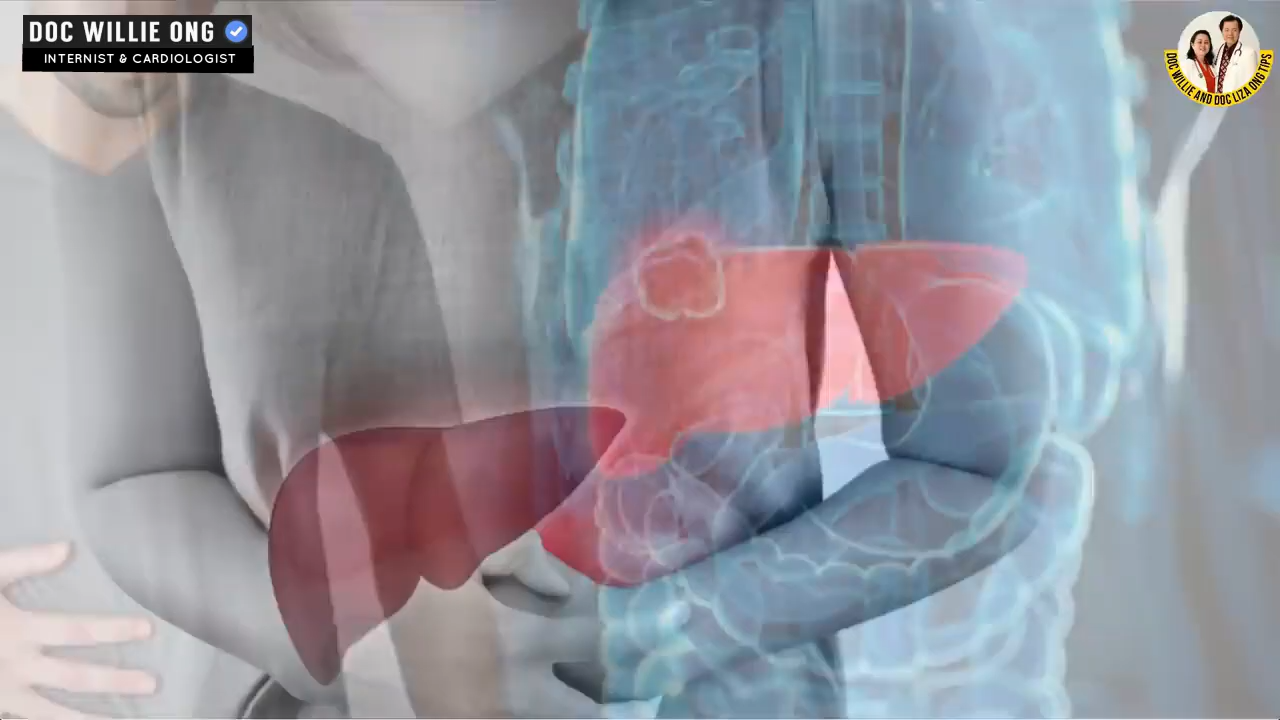 DOC WILLIE ONG
INTERNIST & CARDIOLOGIST
DOC WILLIE AND DOC LIZA ONG TIPS